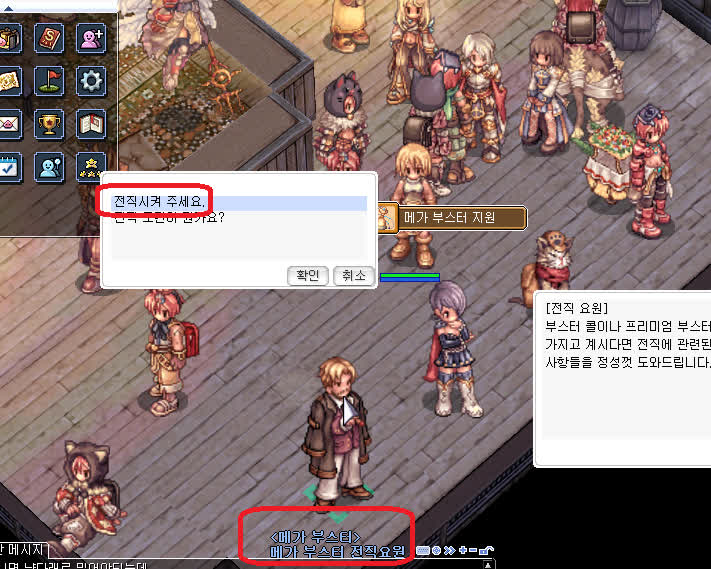 전직시켜 주세요.
전직 요원이 뭔가요?
확인
취소
메가 부스터 지원
[전직 요원]
부스터 콜이나 프리미엄 부스터
가지고 계시다면 전직에 관련된
사항들을 정성껏 도와드립니다.
<메가 부스터>
메가 부스터 전직요원
메시지